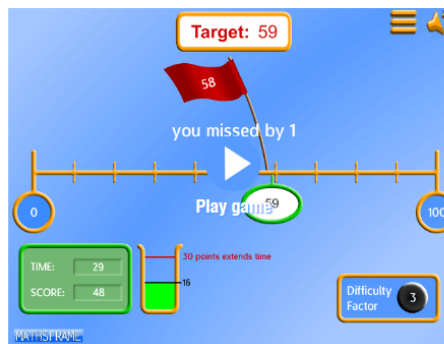 Target: 59
58
you missed by 1
Play game
59
0
100
30 points extends time
TIME: 29
16
SCORE: 48
Difficulty
Factor
3
MATHSFRAME